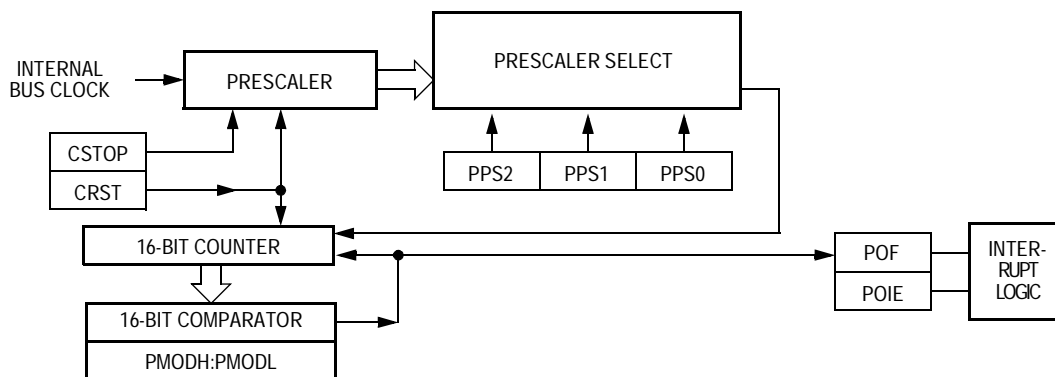 INTERNAL
BUS CLOCK
PRESCALER
PRESCALER SELECT
CSTOP
CRST
PPS2
PPS1
PPS0
16-BIT COUNTER
POF
POIE
INTER-
RUPT
LOGIC
16-BIT COMPARATOR
PMODH:PMODL